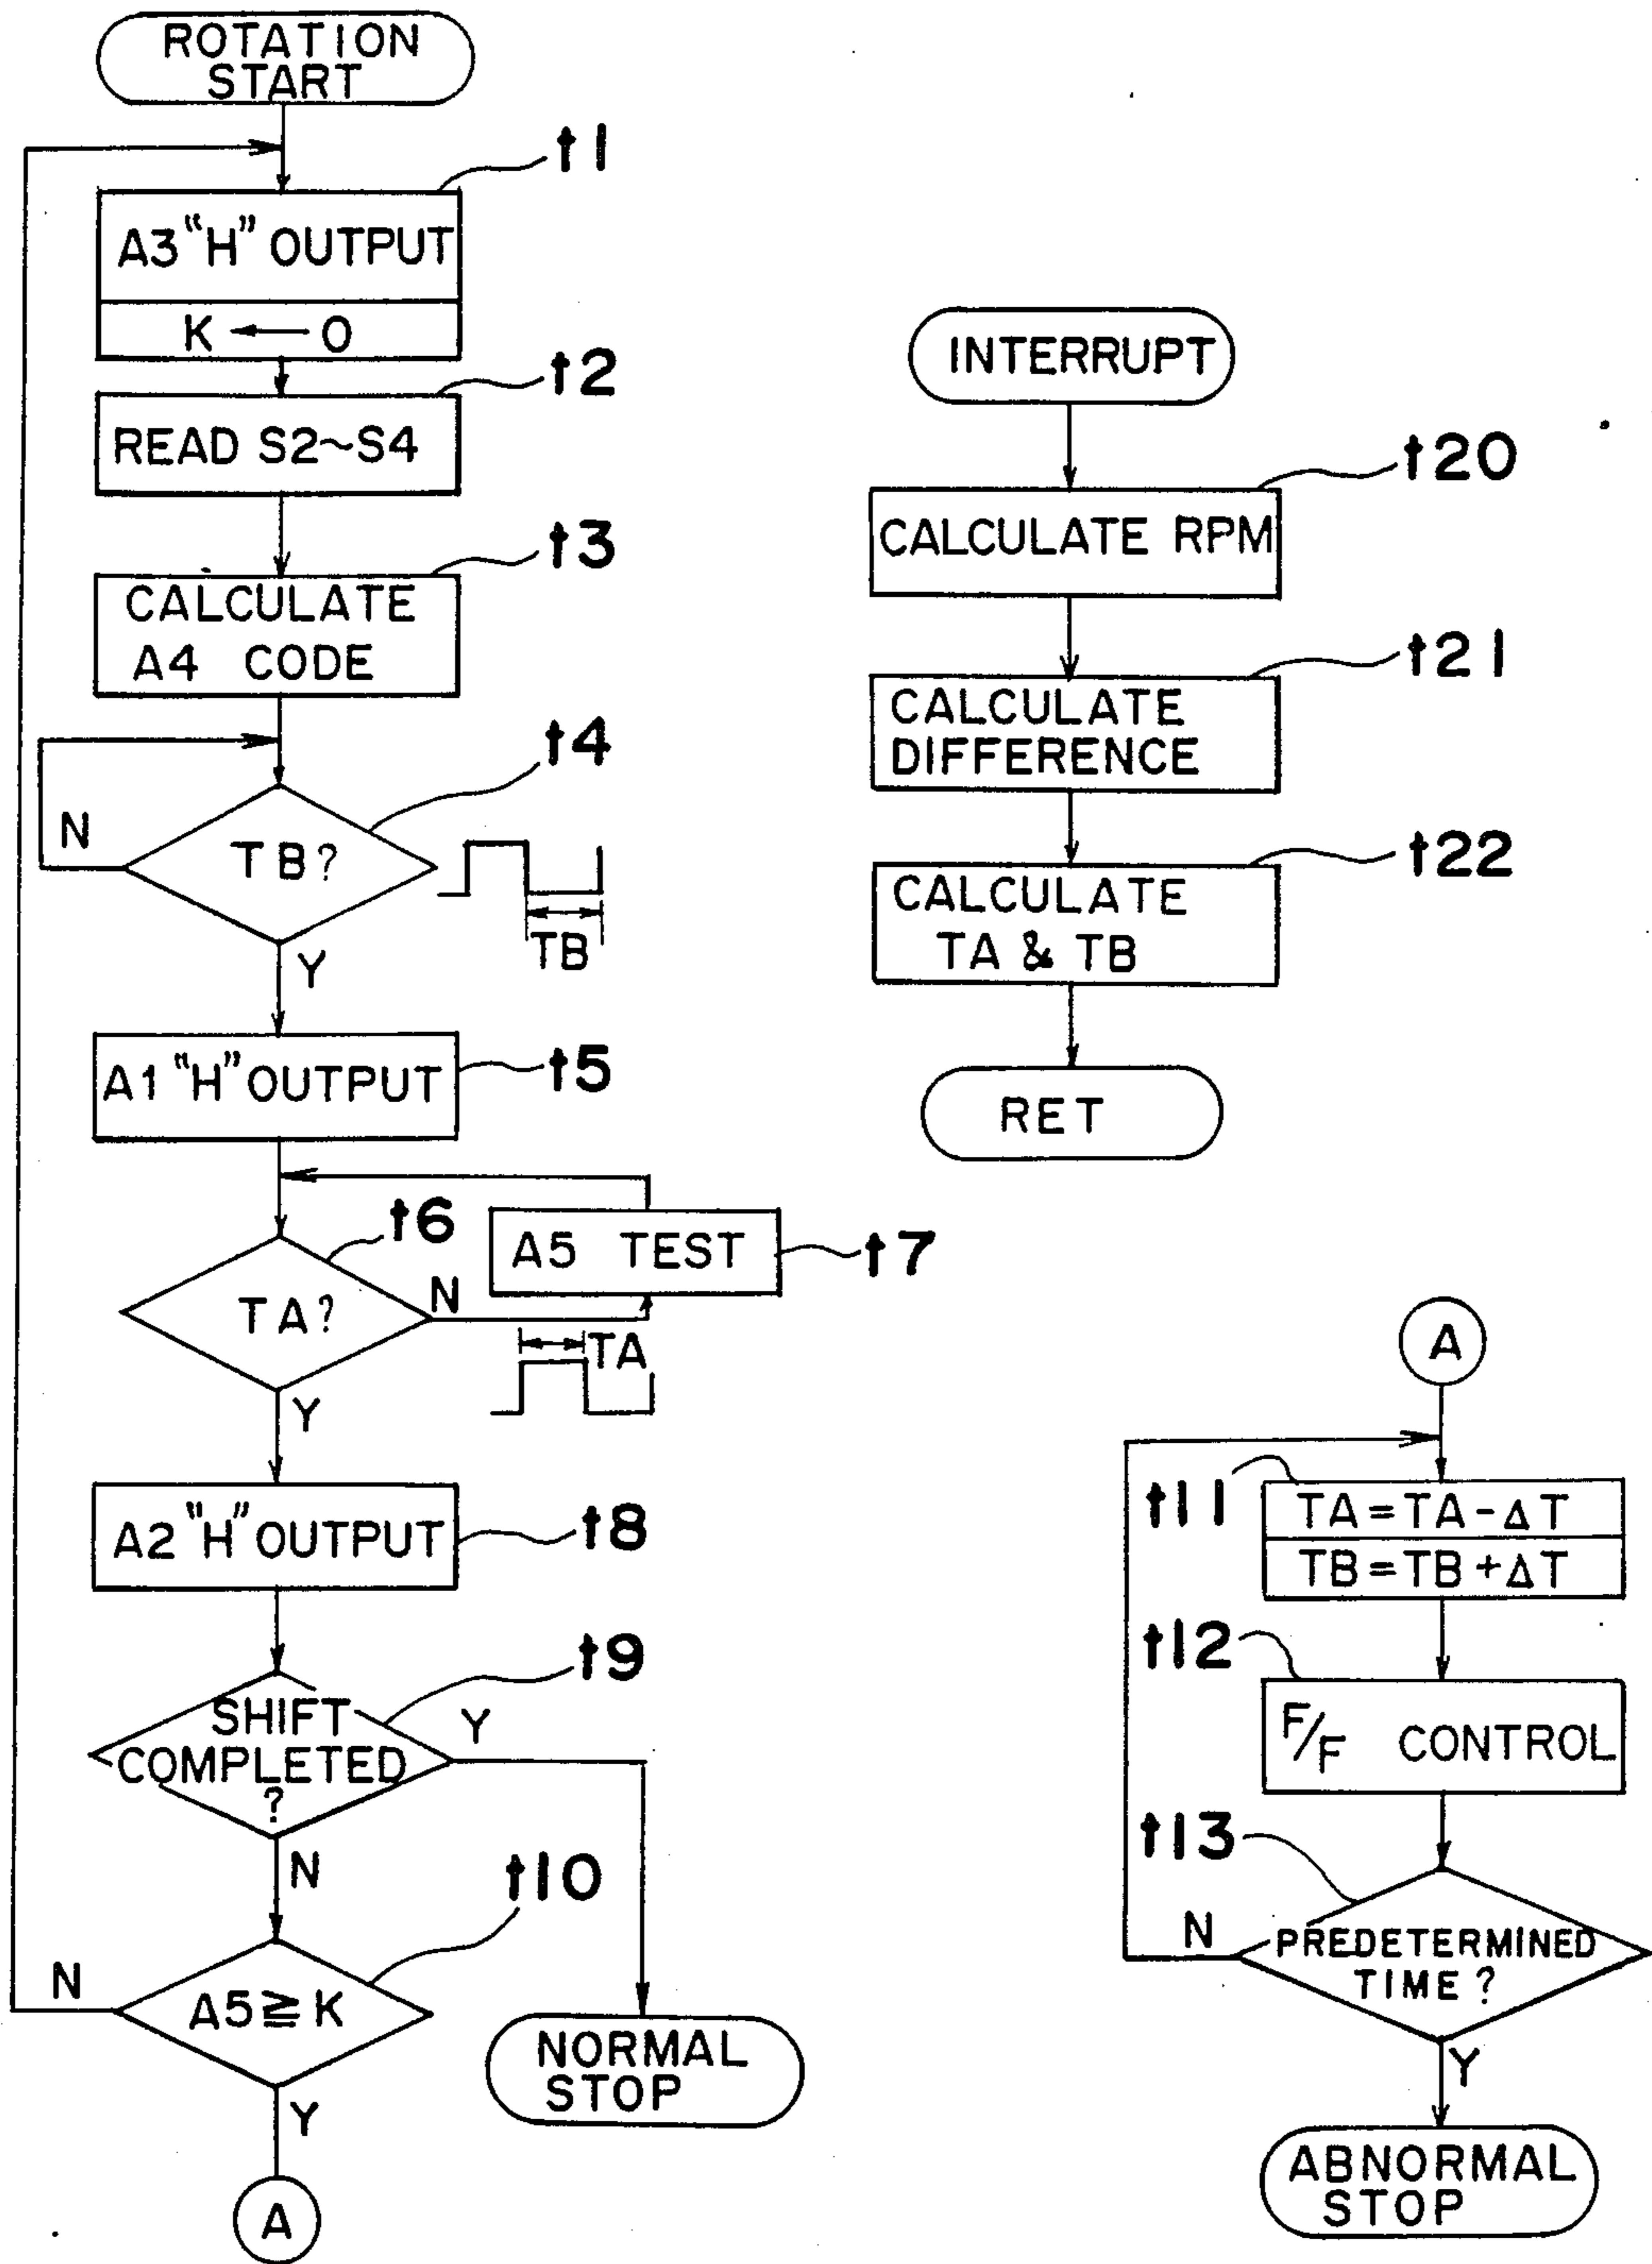 ROTATION
START
t1
A3 "H" OUTPUT
K ← 0
t2
READ S2~S4
t3
CALCULATE
A4 CODE
t4
N
TB?
TB
Y
A1 "H" OUTPUT
t5
t6
A5 TEST
t7
TA?
N
TA
Y
A2 "H" OUTPUT
t8
t9
SHIFT
COMPLETED
?
Y
N
t10
N
A5≧K
NORMAL
STOP
Y
A
INTERRUPT
t20
CALCULATE RPM
t21
CALCULATE
DIFFERENCE
t22
CALCULATE
TA & TB
RET
A
t11
TA=TA-ΔT
TB=TB+ΔT
t12
F/F CONTROL
t13
N
PREDETERMINED
TIME?
Y
ABNORMAL
STOP